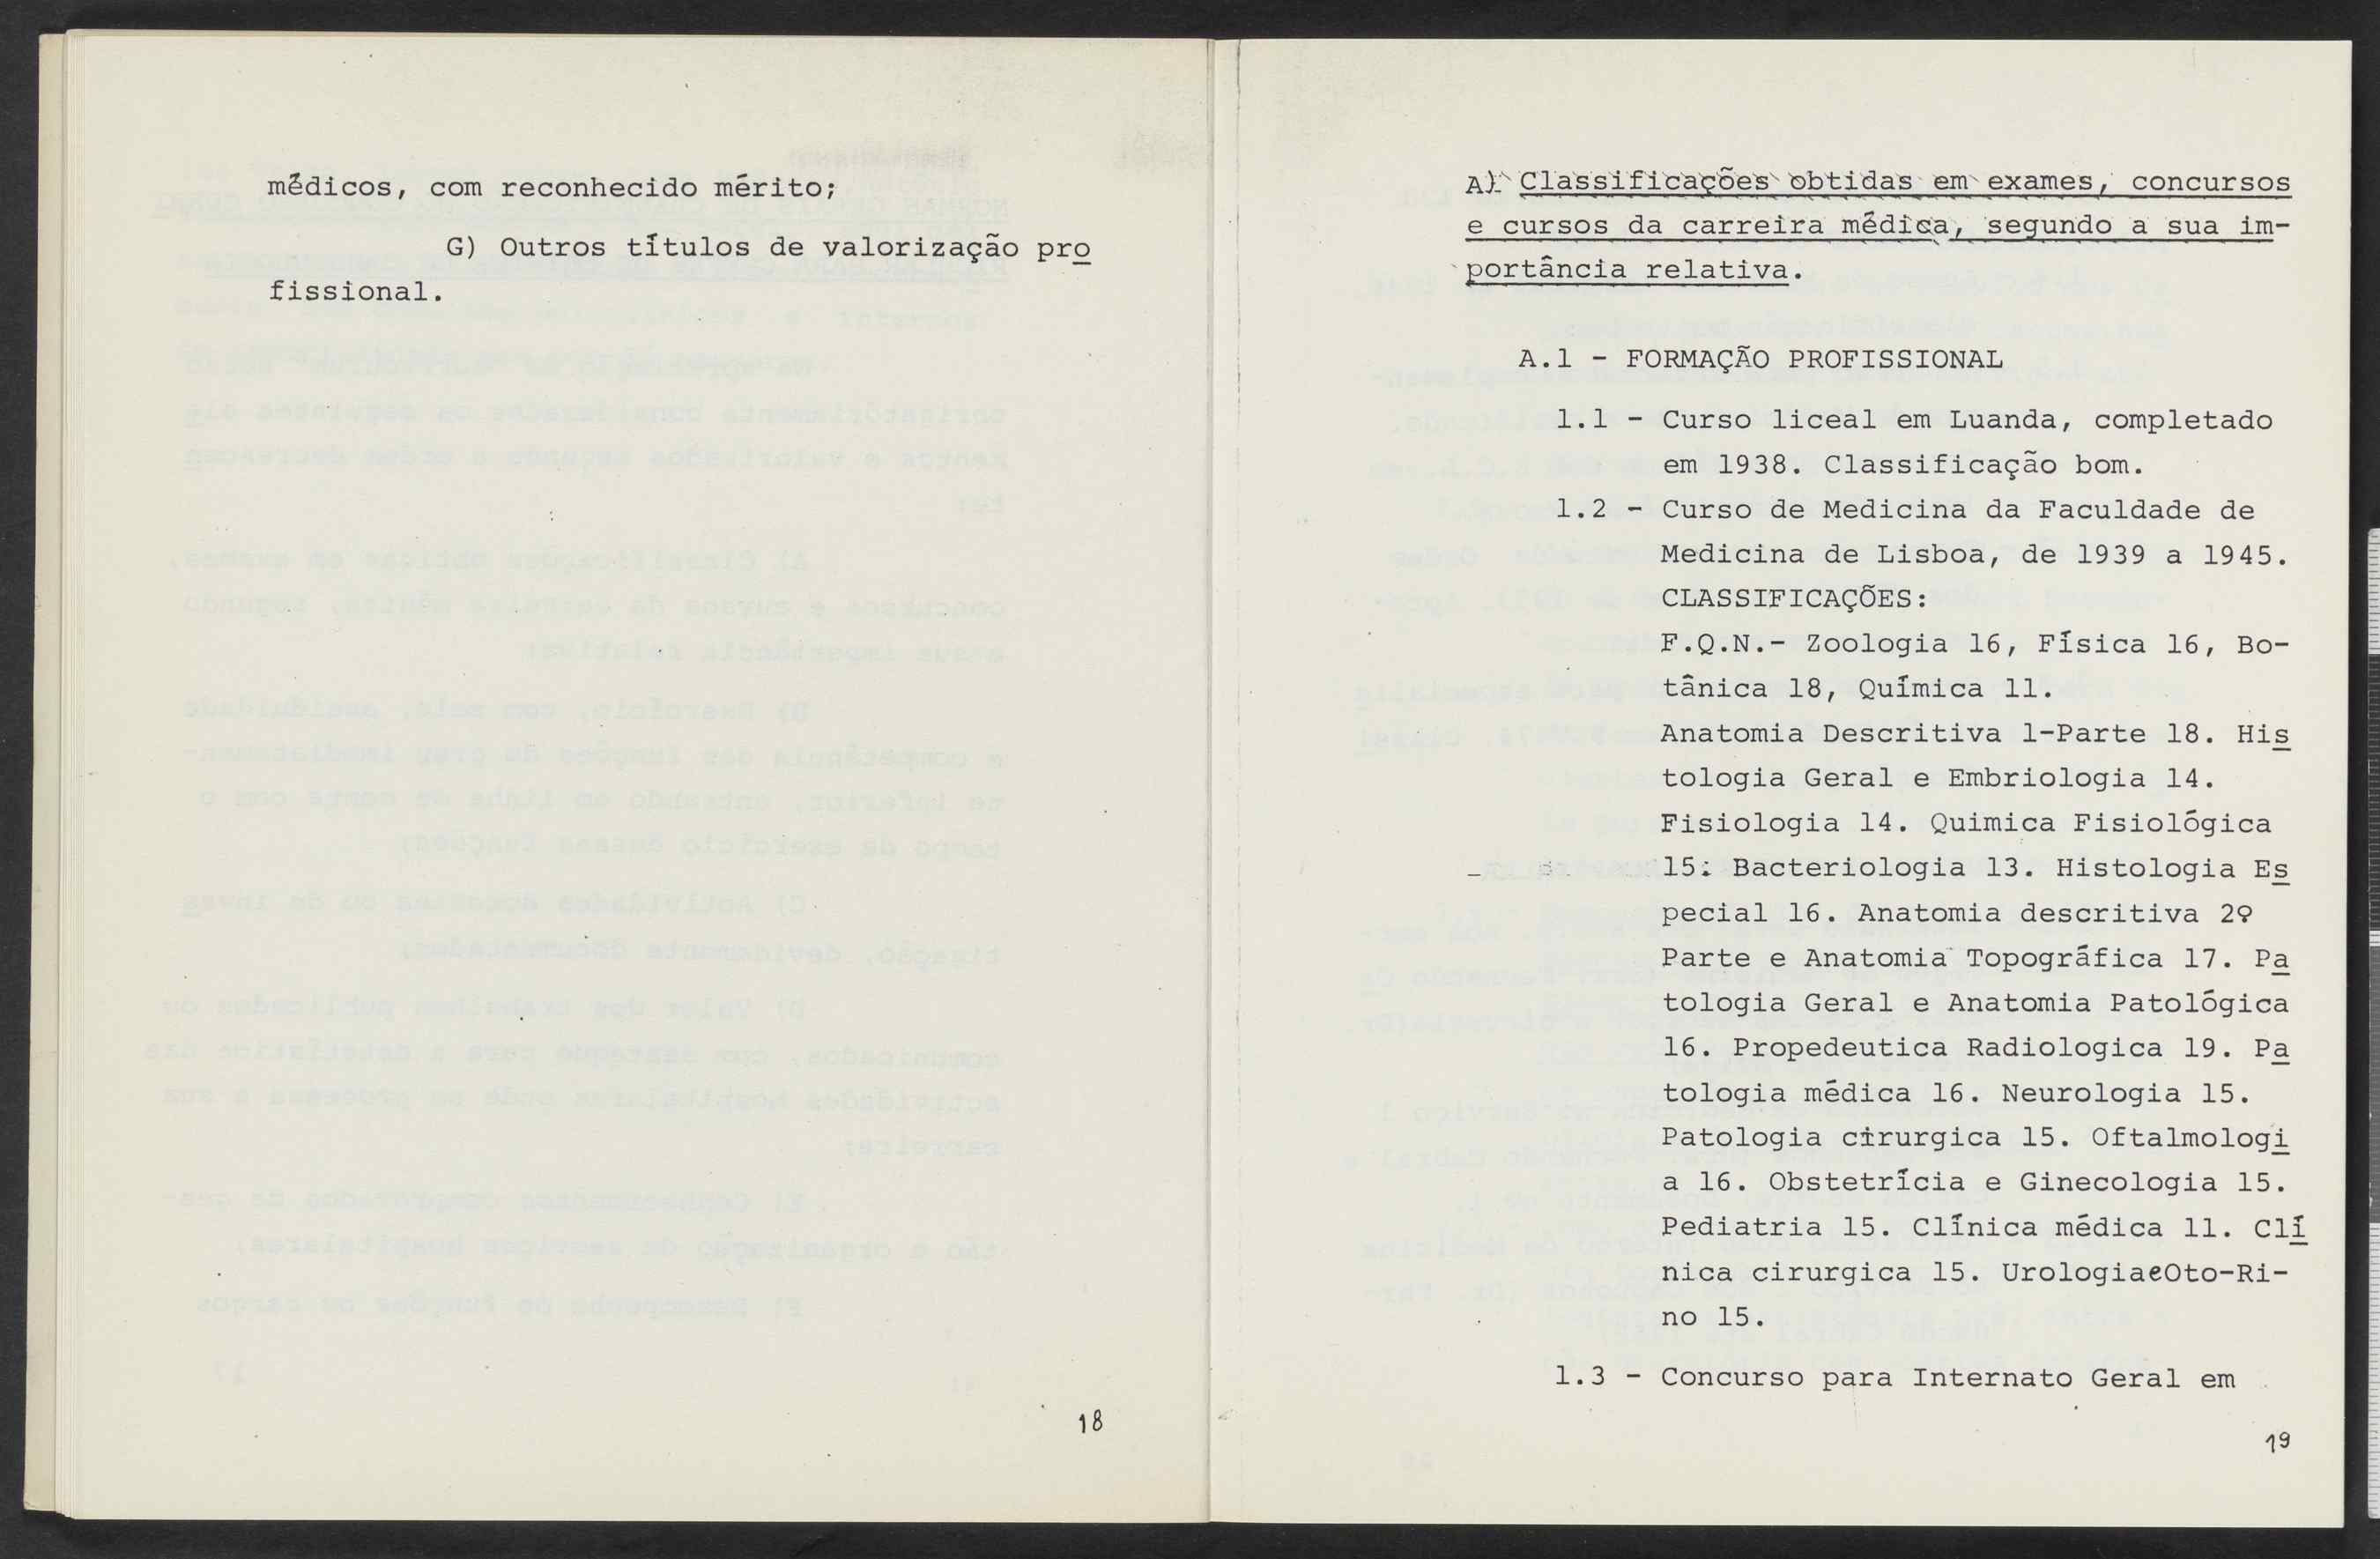 médicos, com reconhecido mérito;
G) Outros títulos de valorização pro
fissional.
18
A) Classificações obtidas em exames, concursos
e cursos da carreira médica, segundo a sua im-
portância relativa.
A.1 - FORMAÇÃO PROFISSIONAL
1.1 - Curso liceal em Luanda, completado
em 1938. Classificação bom.
1.2 - Curso de Medicina da Faculdade de
Medicina de Lisboa, de 1939 a 1945.
CLASSIFICAÇÕES:
F.Q.N.- Zoologia 16, Física 16, Bo-
tânica 18, Química 11.
Anatomia Descritiva 1-Parte 18. His
tologia Geral e Embriologia 14.
Fisiologia 14. Quimica Fisiológica
15: Bacteriologia 13. Histologia Es
pecial 16. Anatomia descritiva 2ª
Parte e Anatomia Topográfica 17. Pa
tologia Geral e Anatomia Patológica
16. Propedeutica Radiologica 19. Pa
tologia médica 16. Neurologia 15.
Patologia cirurgica 15. Oftalmologi
a 16. Obstetrícia e Ginecologia 15.
Pediatria 15. Clínica médica 11. Clí
nica cirurgica 15. UrologiaeOto-Ri-
no 15.
1.3 - Concurso para Internato Geral em
19